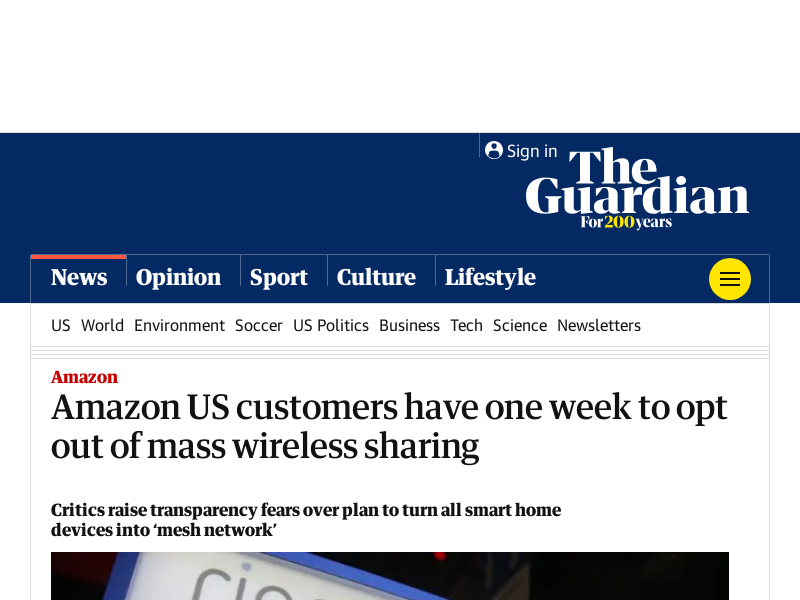 Sign in
The
Guardian
For 200 years
News Opinion Sport Culture Lifestyle
US World Environment Soccer US Politics Business Tech Science Newsletters
Amazon
Amazon US customers have one week to opt
out of mass wireless sharing
Critics raise transparency fears over plan to turn all smart home
devices into ‘mesh network’